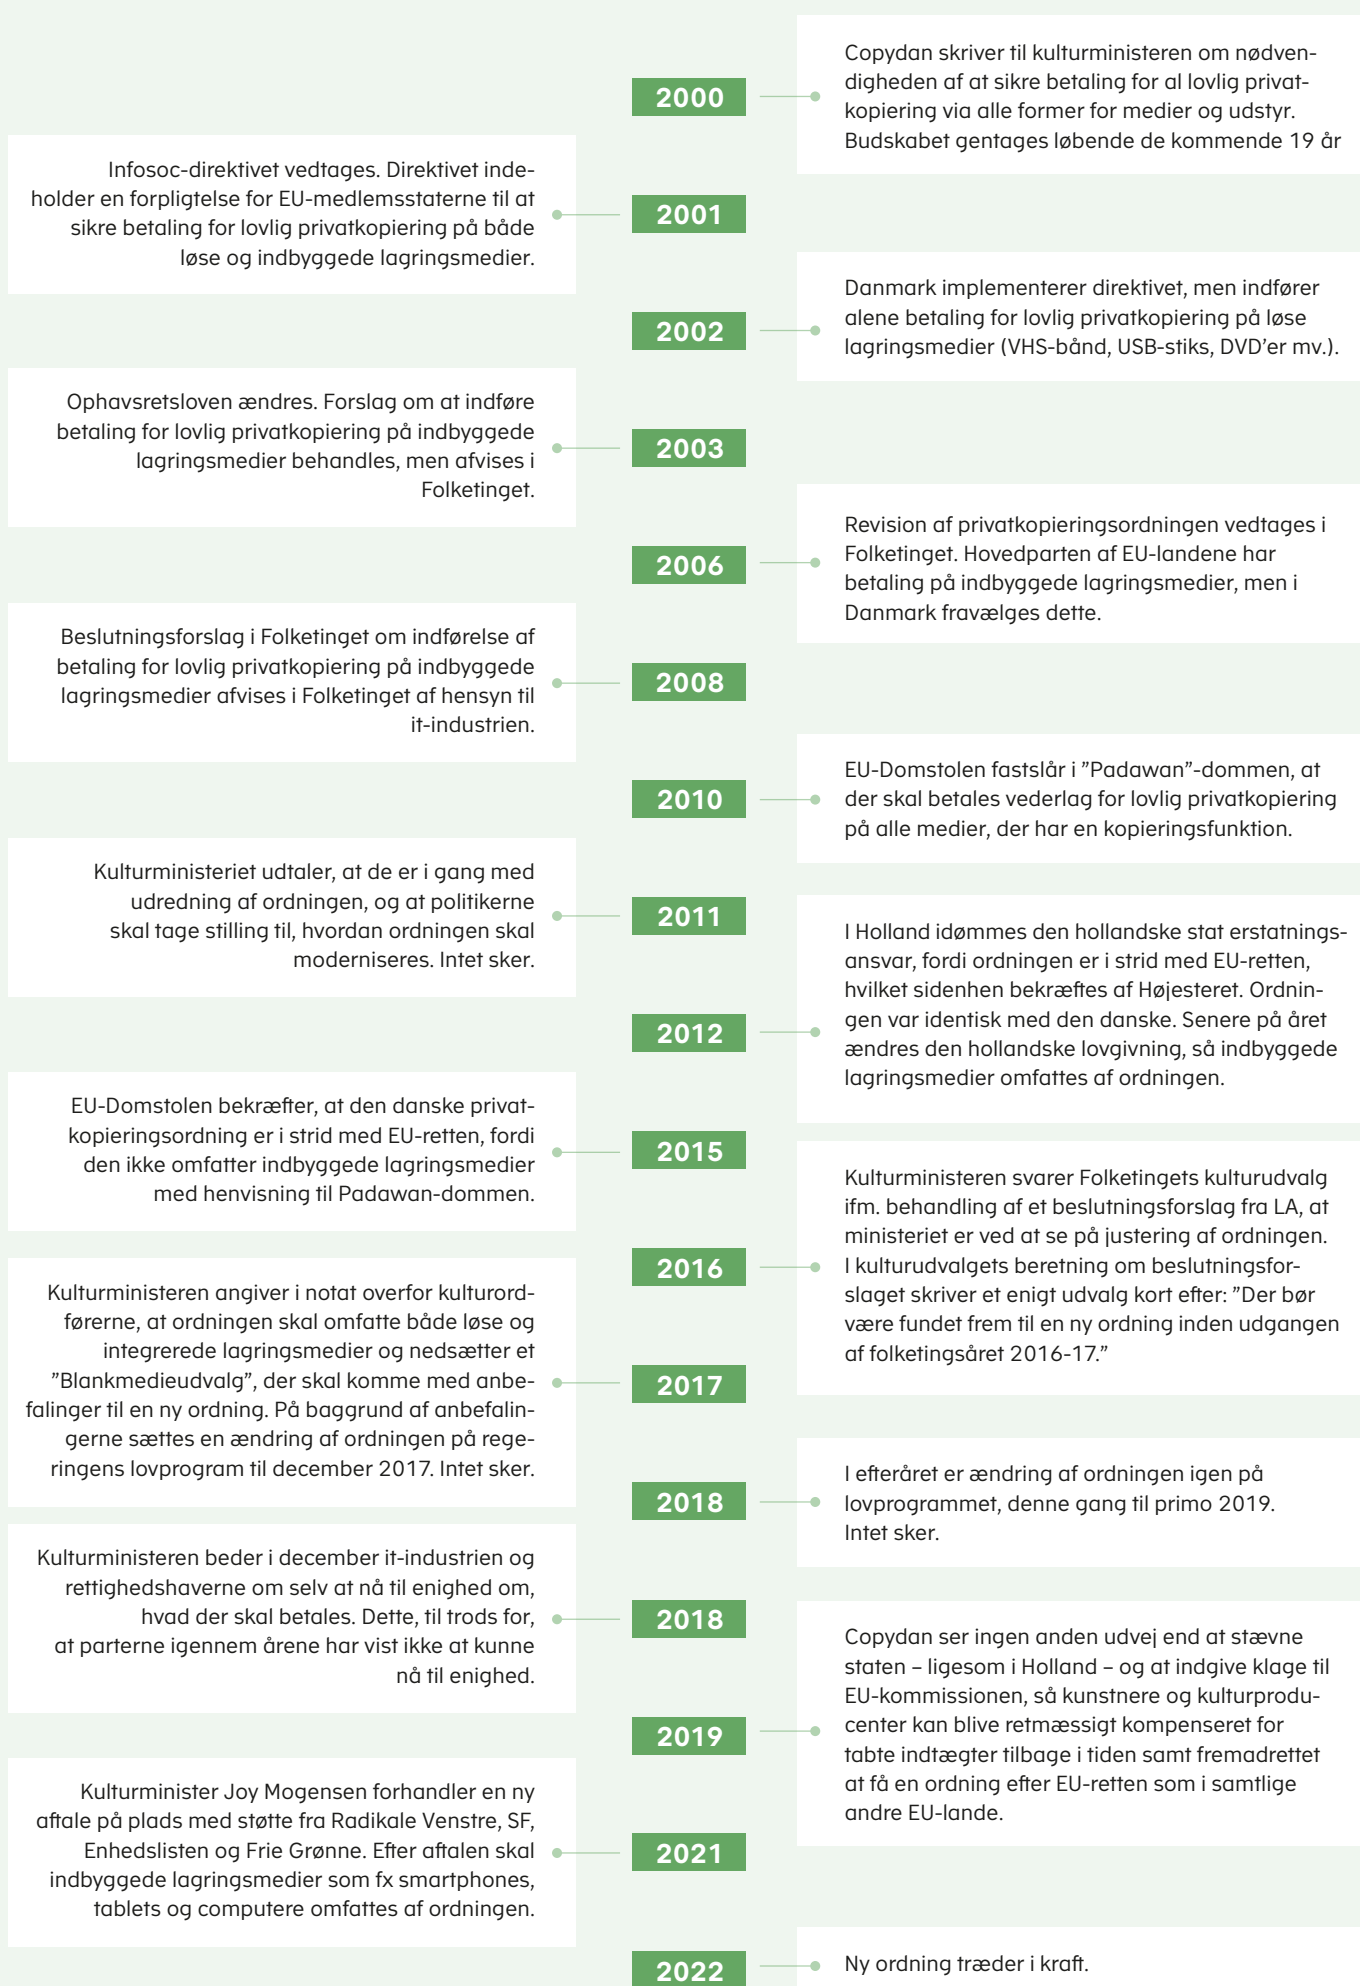 2000
Copydan skriver til kulturministeren om nødven-
digheden af at sikre betaling for al lovlig privat-
kopiering via alle former for medier og udstyr.
Budskabet gentages løbende de kommende 19 år
Infosoc-direktivet vedtages. Direktivet inde-
holder en forpligtelse for EU-medlemsstaterne til at
sikre betaling for lovlig privatkopiering på både
løse og indbyggede lagringsmedier.
2001
2002
Danmark implementerer direktivet, men indfører
alene betaling for lovlig privatkopiering på løse
lagringsmedier (VHS-bånd, USB-stiks, DVD’er mv.).
Ophavsretsloven ændres. Forslag om at indføre
betaling for lovlig privatkopiering på indbyggede
lagringsmedier behandles, men afvises i
Folketinget.
2003
2006
Revision af privatkopieringsordningen vedtages i
Folketinget. Hovedparten af EU-landene har
betaling på indbyggede lagringsmedier, men i
Danmark fravælges dette.
Beslutningsforslag i Folketinget om indførelse af
betaling for lovlig privatkopiering på indbyggede
lagringsmedier afvises i Folketinget af hensyn til
it-industrien.
2008
2010
EU-Domstolen fastslår i ”Padawan”-dommen, at
der skal betales vederlag for lovlig privatkopiering
på alle medier, der har en kopieringsfunktion.
Kulturministeriet udtaler, at de er i gang med
udredning af ordningen, og at politikerne
skal tage stilling til, hvordan ordningen skal
moderniseres. Intet sker.
2011
2012
I Holland idømmes den hollandske stat erstatnings-
ansvar, fordi ordningen er i strid med EU-retten,
hvilket sidenhen bekræftes af Højesteret. Ordnin-
gen var identisk med den danske. Senere på året
ændres den hollandske lovgivning, så indbyggede
lagringsmedier omfattes af ordningen.
EU-Domstolen bekræfter, at den danske privat-
kopieringsordning er i strid med EU-retten, fordi
den ikke omfatter indbyggede lagringsmedier
med henvisning til Padawan-dommen.
2015
2016
Kulturministeren svarer Folketingets kulturudvalg
ifm. behandling af et beslutningsforslag fra LA, at
ministeriet er ved at se på justering af ordningen.
I kulturudvalgets beretning om beslutningsfor-
slaget skriver et enigt udvalg kort efter: ”Der bør
være fundet frem til en ny ordning inden udgangen
af folketingsåret 2016-17.”
Kulturministeren angiver i notat overfor kulturord-
førerne, at ordningen skal omfatte både løse og
integrerede lagringsmedier og nedsætter et
”Blankmedieudvalg”, der skal komme med anbe-
falinger til en ny ordning. På baggrund af anbefalin-
gerne sættes en ændring af ordningen på rege-
ringens lovprogram til december 2017. Intet sker.
2017
2018
I efteråret er ændring af ordningen igen på
lovprogrammet, denne gang til primo 2019.
Intet sker.
Kulturministeren beder i december it-industrien og
rettighedshaverne om selv at nå til enighed om,
hvad der skal betales. Dette, til trods for,
at parterne igennem årene har vist ikke at kunne
nå til enighed.
2018
2019
Copydan ser ingen anden udvej end at stævne
staten – ligesom i Holland – og at indgive klage til
EU-kommissionen, så kunstnere og kulturprodu-
center kan blive retmæssigt kompenseret for
tabte indtægter tilbage i tiden samt fremadrettet
at få en ordning efter EU-retten som i samtlige
andre EU-lande.
Kulturminister Joy Mogensen forhandler en ny
aftale på plads med støtte fra Radikale Venstre, SF,
Enhedslisten og Frie Grønne. Efter aftalen skal
indbyggede lagringsmedier som fx smartphones,
tablets og computere omfattes af ordningen.
2021
2022
Ny ordning træder i kraft.